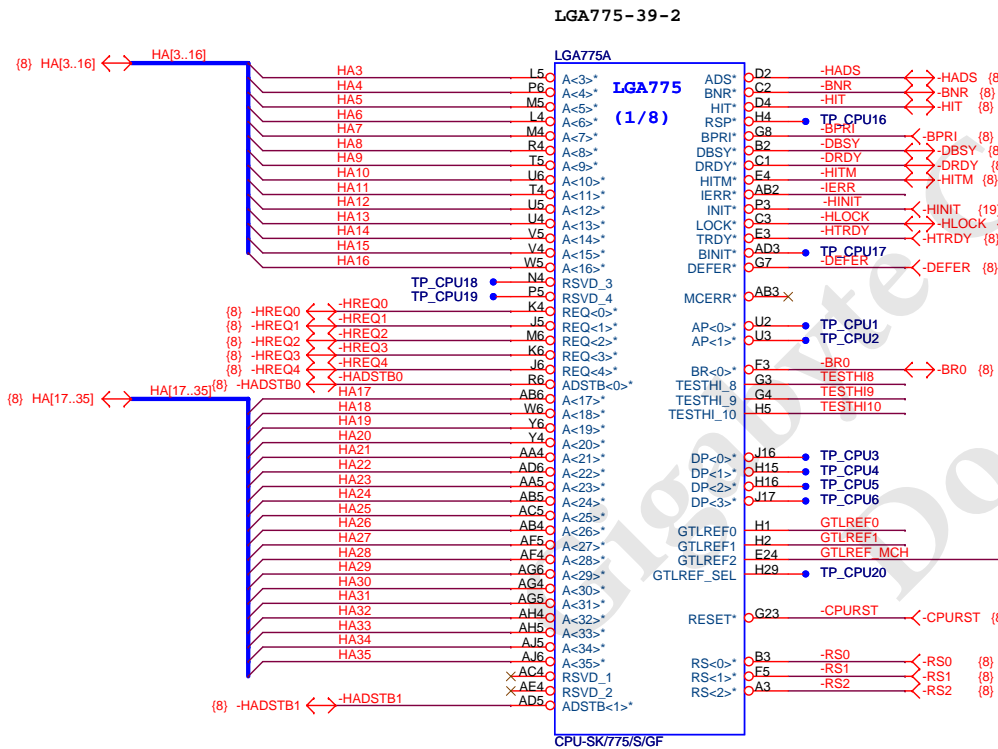 LGA775-39-2
LGA775A
LGA775
(1/8)
{8} HA[3..16] HA[3..16]
HA3 L5 A<3>* ADS* D2 -HADS -HADS {8
HA4 P6 A<4>* BNR* C2 -BNR -BNR {8}
HA5 M5 A<5>* HIT* D4 -HIT -HIT {8}
HA6 L4 A<6>* RSP* H4 TP_CPU16
HA7 M4 A<7>* BPRI* G8 -BPRI -BPRI {8}
HA8 R4 A<8>* DBSY* B2 -DBSY -DBSY {8
HA9 T5 A<9>* DRDY* C1 -DRDY -DRDY {8
HA10 U6 A<10>* HITM* E4 -HITM -HITM {8}
HA11 T4 A<11>* IERR* AB2 -IERR
HA12 U5 A<12>* INIT* P3 -HINIT -HINIT {19
HA13 U4 A<13>* LOCK* C3 -HLOCK -HLOCK {
HA14 V5 A<14>* TRDY* E3 -HTRDY -HTRDY {8}
HA15 V4 A<15>* BINIT* AD3 TP_CPU17
HA16 W5 A<16>* DEFER* G7 -DEFER -DEFER {8}
TP_CPU18 N4 RSVD_3
TP_CPU19 P5 RSVD_4 MCERR* AB3
{8} -HREQ0 -HREQ0 K4 REQ<0>*
{8} -HREQ1 -HREQ1 J5 REQ<1>* AP<0>* U2 TP_CPU1
{8} -HREQ2 -HREQ2 M6 REQ<2>* AP<1>* U3 TP_CPU2
{8} -HREQ3 -HREQ3 K6 REQ<3>*
{8} -HREQ4 -HREQ4 J6 REQ<4>* BR<0>* F3 -BR0 -BR0 {8}
{8} -HADSTB0 -HADSTB0 R6 ADSTB<0>* TESTHI_8 G3 TESTHI8
{8} HA[17..35] HA[17..35]
HA17 AB6 A<17>* TESTHI_9 G4 TESTHI9
HA18 W6 A<18>* TESTHI_10 H5 TESTHI10
HA19 Y6 A<19>*
HA20 Y4 A<20>*
HA21 AA4 A<21>* DP<0>* J16 TP_CPU3
HA22 AD6 A<22>* DP<1>* H15 TP_CPU4
HA23 AA5 A<23>* DP<2>* H16 TP_CPU5
HA24 AB5 A<24>* DP<3>* J17 TP_CPU6
HA25 AC5 A<25>*
HA26 AB4 A<26>* GTLREF0 H1 GTLREF0
HA27 AF5 A<27>* GTLREF1 H2 GTLREF1
HA28 AF4 A<28>* GTLREF2 E24 GTLREF_MCH
HA29 AG6 A<29>* GTLREF_SEL H29 TP_CPU20
HA30 AG4 A<30>*
HA31 AG5 A<31>*
HA32 AH4 A<32>* RESET* G23 -CPURST -CPURST {8
HA33 AH5 A<33>*
HA34 AJ5 A<34>*
HA35 AJ6 A<35>* RS<0>* B3 -RS0 -RS0 {8}
AC4 RSVD_1 RS<1>* F5 -RS1 -RS1 {8}
AE4 RSVD_2 RS<2>* A3 -RS2 -RS2 {8}
{8} -HADSTB1 -HADSTB1 AD5 ADSTB<1>*
CPU-SK/775/S/GF
Gigabyte C
Do